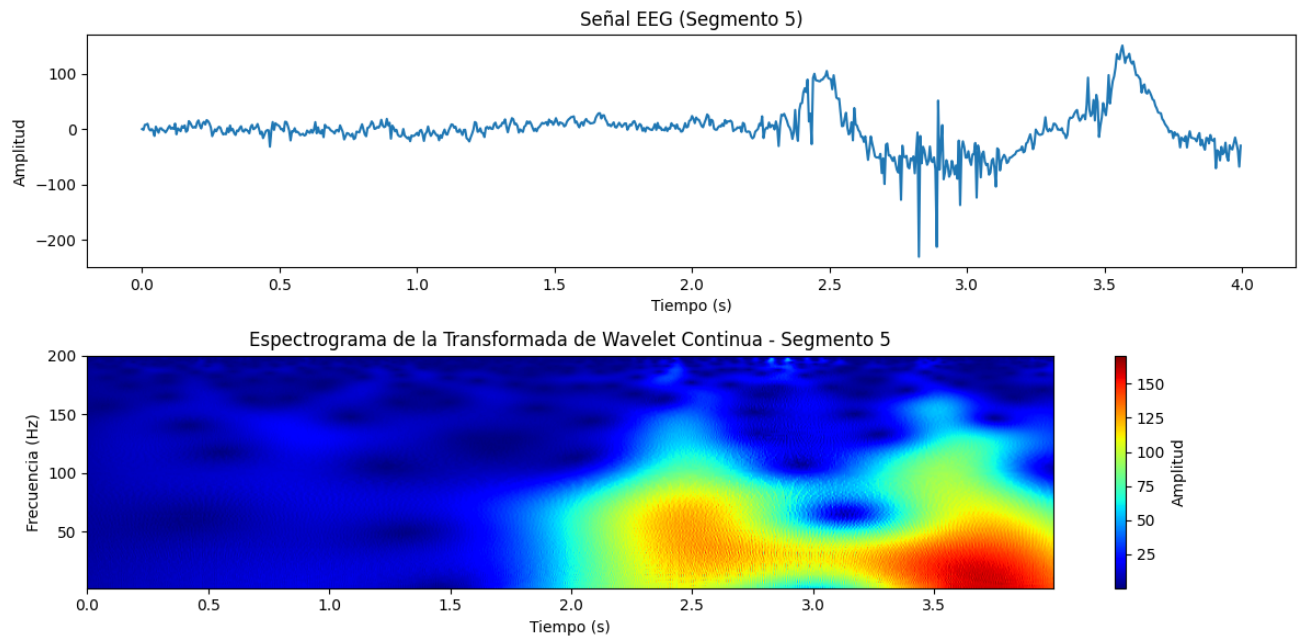 Señal EEG (Segmento 5)
100
0
−100
−200
Amplitud
0.0 0.5 1.0 1.5 2.0 2.5 3.0 3.5 4.0
Tiempo (s)
Espectrograma de la Transformada de Wavelet Continua - Segmento 5
200
150
100
50
Frecuencia (Hz)
0.0 0.5 1.0 1.5 2.0 2.5 3.0 3.5
Tiempo (s)
150
125
100
75
50
25
Amplitud